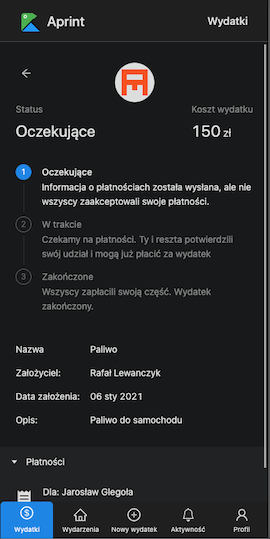 Aprint
Wydatki
Status
Koszt wydatku
Oczekujące
150 zł
1
Oczekujące
Informacja o płatnościach została wysłana, ale nie
wszyscy zaakceptowali swoje płatności.
2
W trakcie
Czekamy na płatności. Ty i reszta potwierdzili
swój udział i mogą już płacić za wydatek
3
Zakończone
Wszyscy zapłacili swoją część. Wydatek
zakończony.
Nazwa
Paliwo
Założyciel:
Rafał Lewanczyk
Data założenia:
06 sty 2021
Opis:
Paliwo do samochodu
Płatności
Dla: Jarosław Glegoła
Wydatki
Wydarzenia
Nowy wydatek
Aktywność
Profil